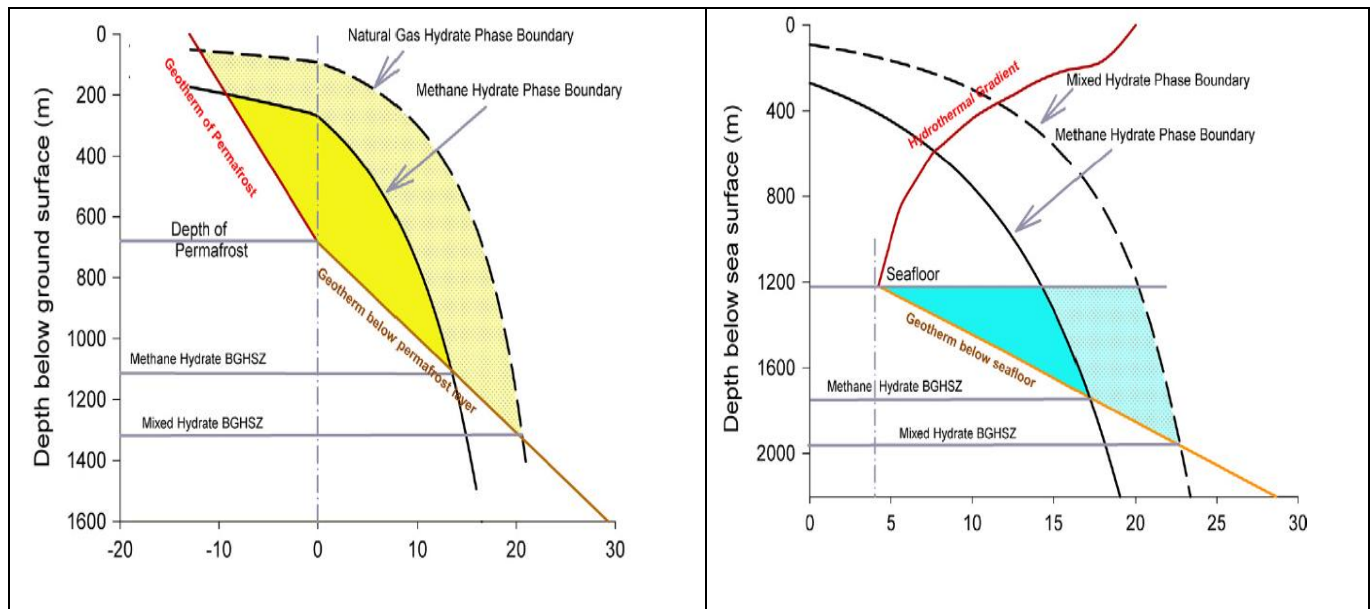 0
200
400
600
800
1000
1200
1400
1600
Depth below ground surface (m)
Natural Gas Hydrate Phase Boundary
Methane Hydrate Phase Boundary
Geotherm of Permafrost
Depth of
Permafrost
Geotherm below permafrost layer
Methane Hydrate BGHSZ
Mixed Hydrate BGHSZ
-20
-10
0
10
20
30
0
400
800
1200
1600
2000
Depth below sea surface (m)
Hydrothermal Gradient
Mixed Hydrate Phase Boundary
Methane Hydrate Phase Boundary
Seafloor
Geotherm below seafloor
Methane Hydrate BGHSZ
Mixed Hydrate BGHSZ
0
5
10
15
20
25
30